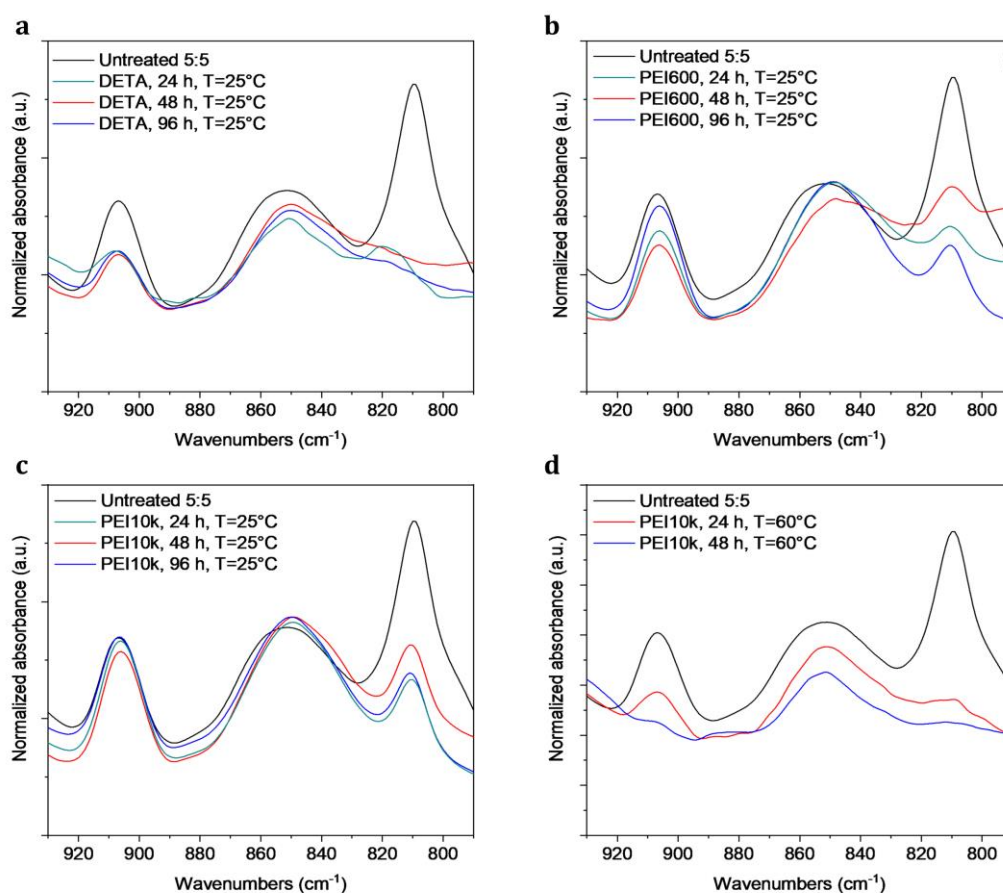 a
Untreated 5:5
DETA, 24 h, T=25°C
DETA, 48 h, T=25°C
DETA, 96 h, T=25°C
Normalized absorbance (a.u.)
920 900 880 860 840 820 800
Wavenumbers (cm⁻¹)
b
Untreated 5:5
PEI600, 24 h, T=25°C
PEI600, 48 h, T=25°C
PEI600, 96 h, T=25°C
Normalized absorbance (a.u.)
920 900 880 860 840 820 800
Wavenumbers (cm⁻¹)
c
Untreated 5:5
PEI10k, 24 h, T=25°C
PEI10k, 48 h, T=25°C
PEI10k, 96 h, T=25°C
Normalized absorbance (a.u.)
920 900 880 860 840 820 800
Wavenumbers (cm⁻¹)
d
Untreated 5:5
PEI10k, 24 h, T=60°C
PEI10k, 48 h, T=60°C
Normalized absorbance (a.u.)
920 900 880 860 840 820 800
Wavenumbers (cm⁻¹)